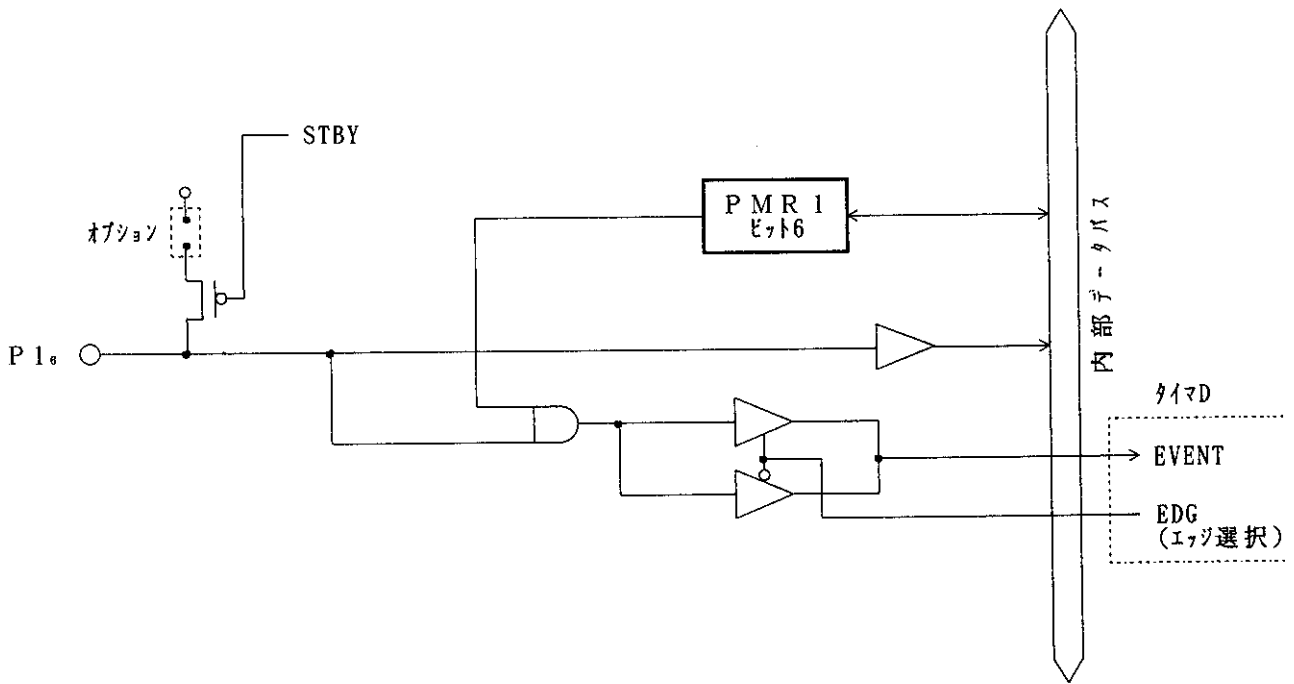 STBY
オプション
PMR1
ビット6
P1₆
内部データバス
タイマD
EVENT
EDG
(エッジ選択)